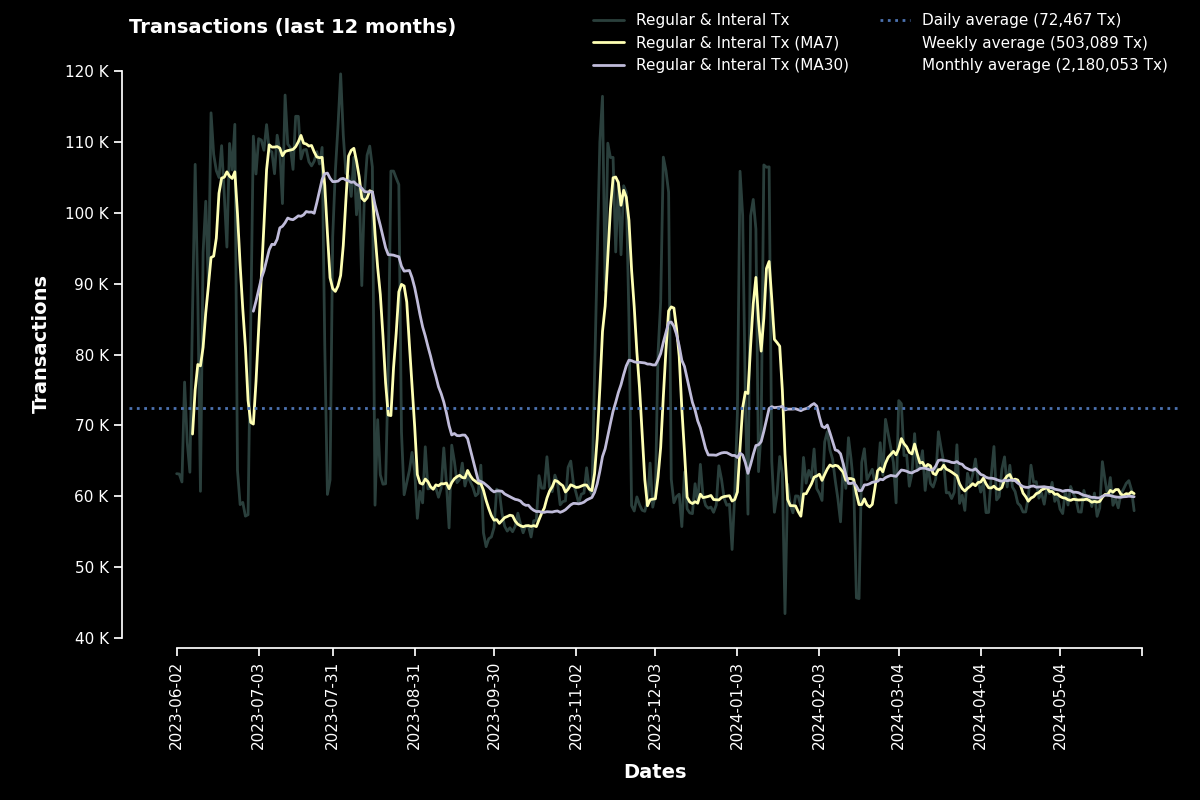 Transactions (last 12 months)
Regular & Interal Tx
Regular & Interal Tx (MA7)
Regular & Interal Tx (MA30)
Daily average (72,467 Tx)
Weekly average (503,089 Tx)
Monthly average (2,180,053 Tx)
120 K
110 K
100 K
90 K
80 K
70 K
60 K
50 K
40 K
Transactions
2023-06-02
2023-07-03
2023-07-31
2023-08-31
2023-09-30
2023-11-02
2023-12-03
2024-01-03
2024-02-03
2024-03-04
2024-04-04
2024-05-04
Dates